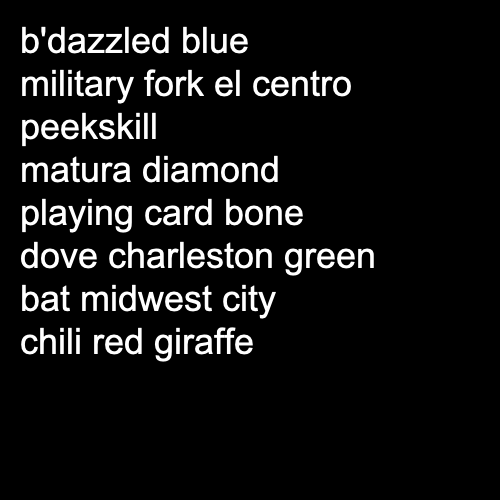 b'dazzled blue
military fork el centro
peekskill
matura diamond
playing card bone
dove charleston green
bat midwest city
chili red giraffe